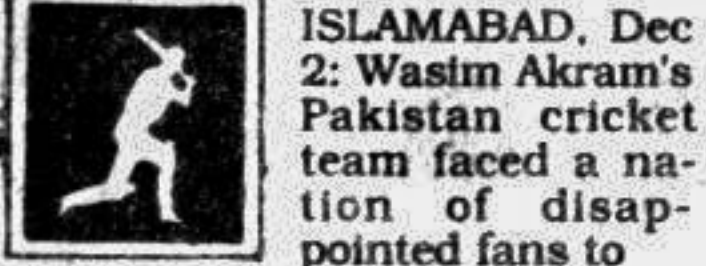 ISLAMABAD, Dec
2: Wasim Akram's
Pakistan cricket
team faced a na-
tion of disap-
pointed fans to